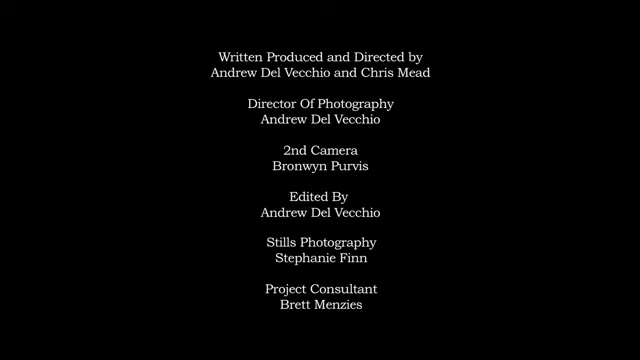 Written Produced and Directed by
Andrew Del Vecchio and Chris Mead
Director Of Photography
Andrew Del Vecchio
2nd Camera
Bronwyn Purvis
Edited By
Andrew Del Vecchio
Stills Photography
Stephanie Finn
Project Consultant
Brett Menzies